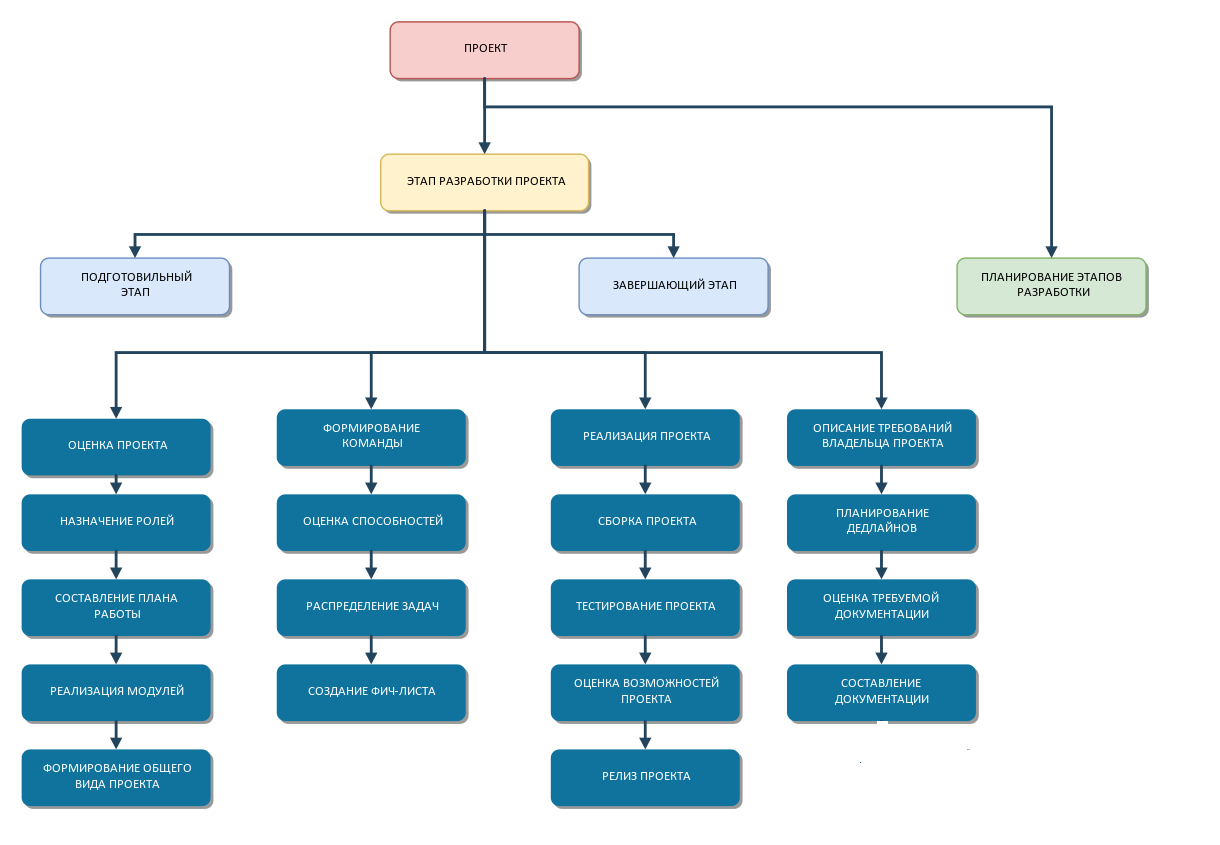 ПРОЕКТ
ЭТАП РАЗРАБОТКИ ПРОЕКТА
ПОДГОТОВИЛЬНЫЙ
ЭТАП
ЗАВЕРШАЮЩИЙ ЭТАП
ПЛАНИРОВАНИЕ ЭТАПОВ
РАЗРАБОТКИ
ОЦЕНКА ПРОЕКТА
НАЗНАЧЕНИЕ РОЛЕЙ
СОСТАВЛЕНИЕ ПЛАНА
РАБОТЫ
РЕАЛИЗАЦИЯ МОДУЛЕЙ
ФОРМИРОВАНИЕ ОБЩЕГО
ВИДА ПРОЕКТА
ФОРМИРОВАНИЕ
КОМАНДЫ
ОЦЕНКА СПОСОБНОСТЕЙ
РАСПРЕДЕЛЕНИЕ ЗАДАЧ
СОЗДАНИЕ ФИЧ-ЛИСТА
РЕАЛИЗАЦИЯ ПРОЕКТА
СБОРКА ПРОЕКТА
ТЕСТИРОВАНИЕ ПРОЕКТА
ОЦЕНКА ВОЗМОЖНОСТЕЙ
ПРОЕКТА
РЕЛИЗ ПРОЕКТА
ОПИСАНИЕ ТРЕБОВАНИЙ
ВЛАДЕЛЬЦА ПРОЕКТА
ПЛАНИРОВАНИЕ
ДЕДЛАЙНОВ
ОЦЕНКА ТРЕБУЕМОЙ
ДОКУМЕНТАЦИИ
СОСТАВЛЕНИЕ
ДОКУМЕНТАЦИИ